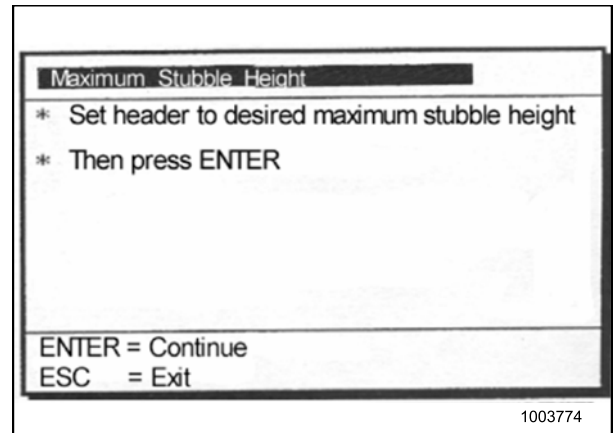 Maximum Stubble Height
* Set header to desired maximum stubble height
* Then press ENTER
ENTER = Continue
ESC = Exit
1003774